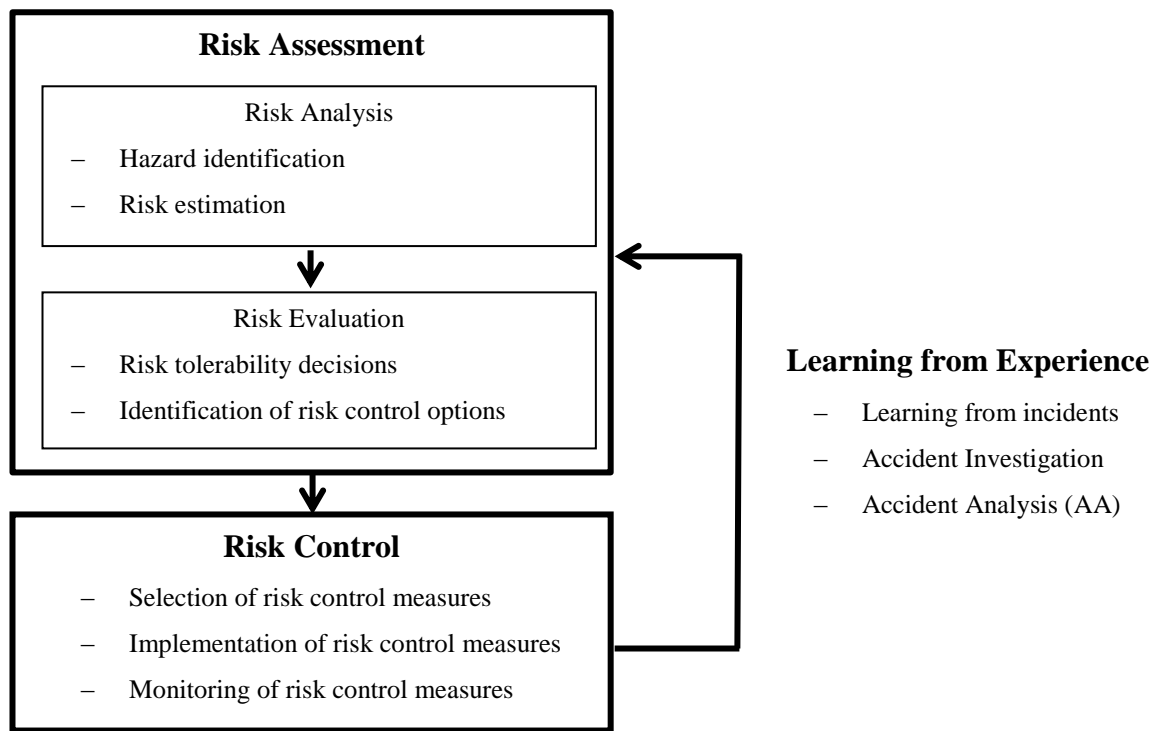 Risk Assessment
Risk Analysis
– Hazard identification
– Risk estimation
Risk Evaluation
– Risk tolerability decisions
– Identification of risk control options
Risk Control
– Selection of risk control measures
– Implementation of risk control measures
– Monitoring of risk control measures
Learning from Experience
– Learning from incidents
– Accident Investigation
– Accident Analysis (AA)